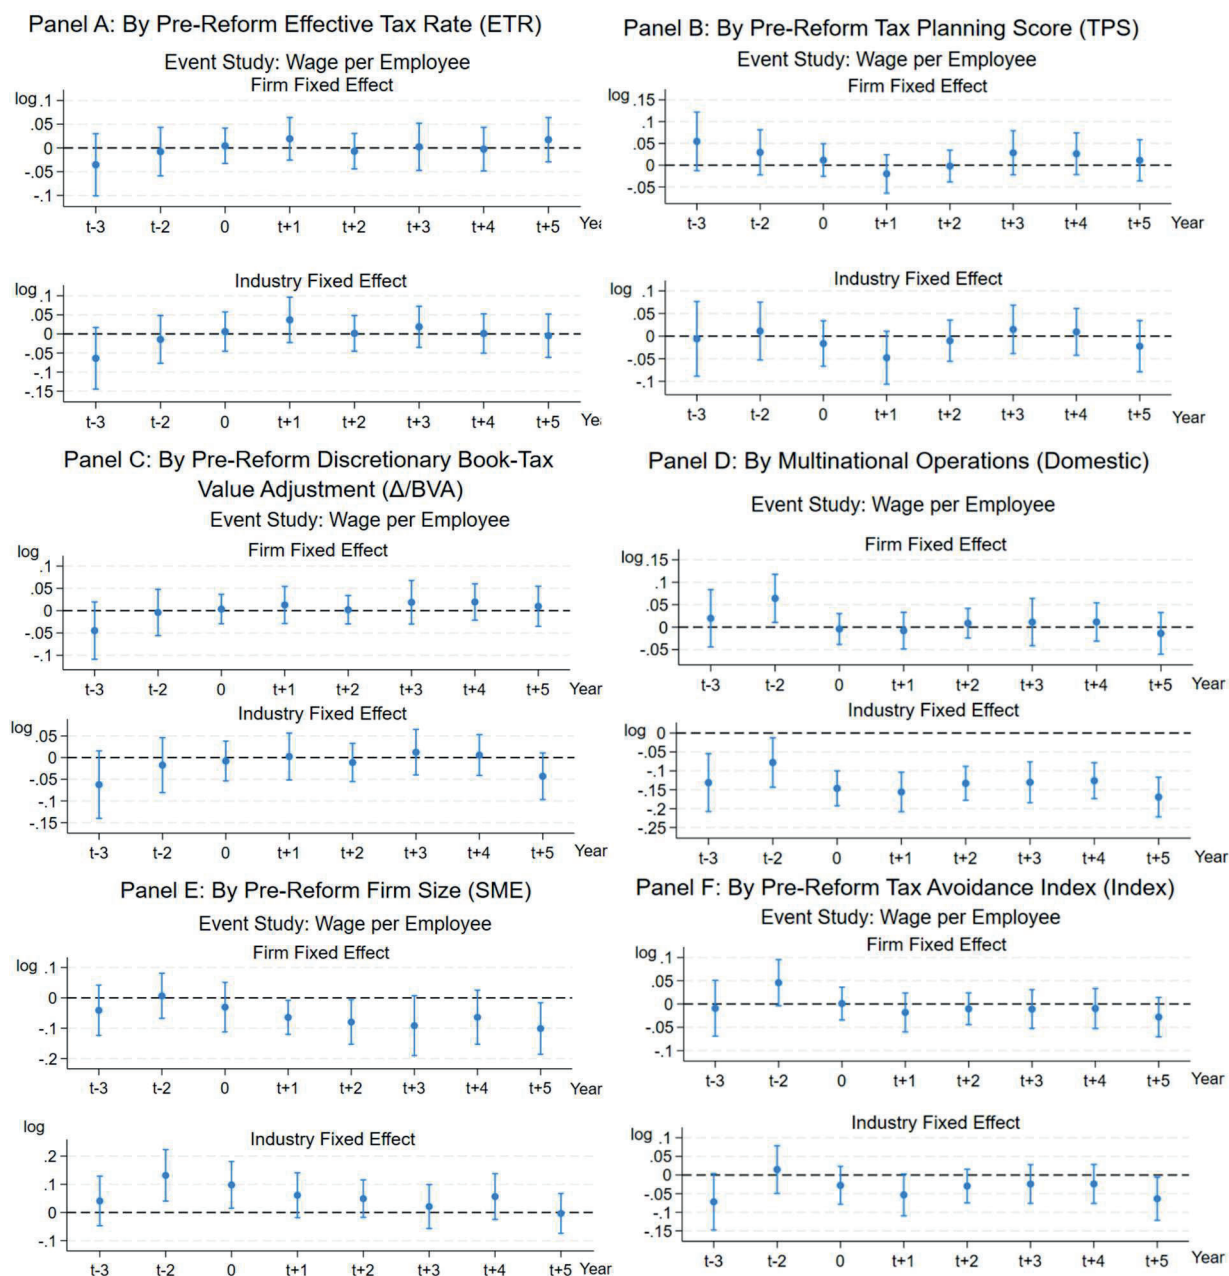 Panel A: By Pre-Reform Effective Tax Rate (ETR)
Event Study: Wage per Employee
Firm Fixed Effect
log
.1
.05
0
-.05
-.1
t-3 t-2 0 t+1 t+2 t+3 t+4 t+5
Industry Fixed Effect
log
.1
.05
0
-.05
-.1
-.15
t-3 t-2 0 t+1 t+2 t+3 t+4 t+5
Panel B: By Pre-Reform Tax Planning Score (TPS)
Event Study: Wage per Employee
Firm Fixed Effect
log
.15
.1
.05
0
-.05
t-3 t-2 0 t+1 t+2 t+3 t+4 t+5 Year
Industry Fixed Effect
log
.1
.05
0
-.05
-.1
t-3 t-2 0 t+1 t+2 t+3 t+4 t+5 Year
Panel C: By Pre-Reform Discretionary Book-Tax
Value Adjustment (Δ/BVA)
Event Study: Wage per Employee
Firm Fixed Effect
log
.1
.05
0
-.05
-.1
t-3 t-2 0 t+1 t+2 t+3 t+4 t+5 Year
Industry Fixed Effect
log
.05
0
-.05
-.1
-.15
t-3 t-2 0 t+1 t+2 t+3 t+4 t+5 Year
Panel D: By Multinational Operations (Domestic)
Event Study: Wage per Employee
Firm Fixed Effect
log
.15
.1
.05
0
-.05
t-3 t-2 0 t+1 t+2 t+3 t+4 t+5 Year
Industry Fixed Effect
log
0
-.05
-.1
-.15
-.2
-.25
t-3 t-2 0 t+1 t+2 t+3 t+4 t+5 Year
Panel E: By Pre-Reform Firm Size (SME)
Event Study: Wage per Employee
Firm Fixed Effect
log
.1
0
-.1
-.2
t-3 t-2 0 t+1 t+2 t+3 t+4 t+5 Year
Industry Fixed Effect
log
.2
.1
0
-.1
t-3 t-2 0 t+1 t+2 t+3 t+4 t+5 Year
Panel F: By Pre-Reform Tax Avoidance Index (Index)
Event Study: Wage per Employee
Firm Fixed Effect
log
.1
.05
0
-.05
-.1
t-3 t-2 0 t+1 t+2 t+3 t+4 t+5 Year
Industry Fixed Effect
log
.1
.05
0
-.05
-.1
-.15
t-3 t-2 0 t+1 t+2 t+3 t+4 t+5 Year